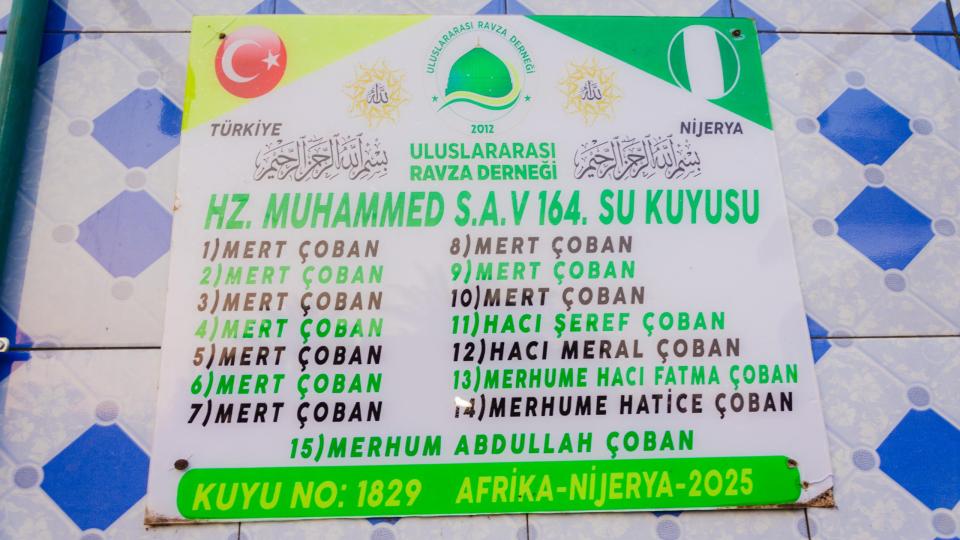 ULUSLARARASI RAVZA DERNEĞİ
2012
TÜRKİYE
NİJERYA
الله
الله
بسم الله الرحمن الرحيم
بسم الله الرحمن الرحيم
ULUSLARARASI
RAVZA DERNEĞİ
HZ. MUHAMMED S.A.V 164. SU KUYUSU
1)MERT ÇOBAN
2)MERT ÇOBAN
3)MERT ÇOBAN
4)MERT ÇOBAN
5)MERT ÇOBAN
6)MERT ÇOBAN
7)MERT ÇOBAN
8)MERT ÇOBAN
9)MERT ÇOBAN
10)MERT ÇOBAN
11)HACI ŞEREF ÇOBAN
12)HACI MERAL ÇOBAN
13)MERHUME HACI FATMA ÇOBAN
14)MERHUME HATİCE ÇOBAN
15)MERHUM ABDULLAH ÇOBAN
KUYU NO: 1829 AFRİKA-NİJERYA-2025